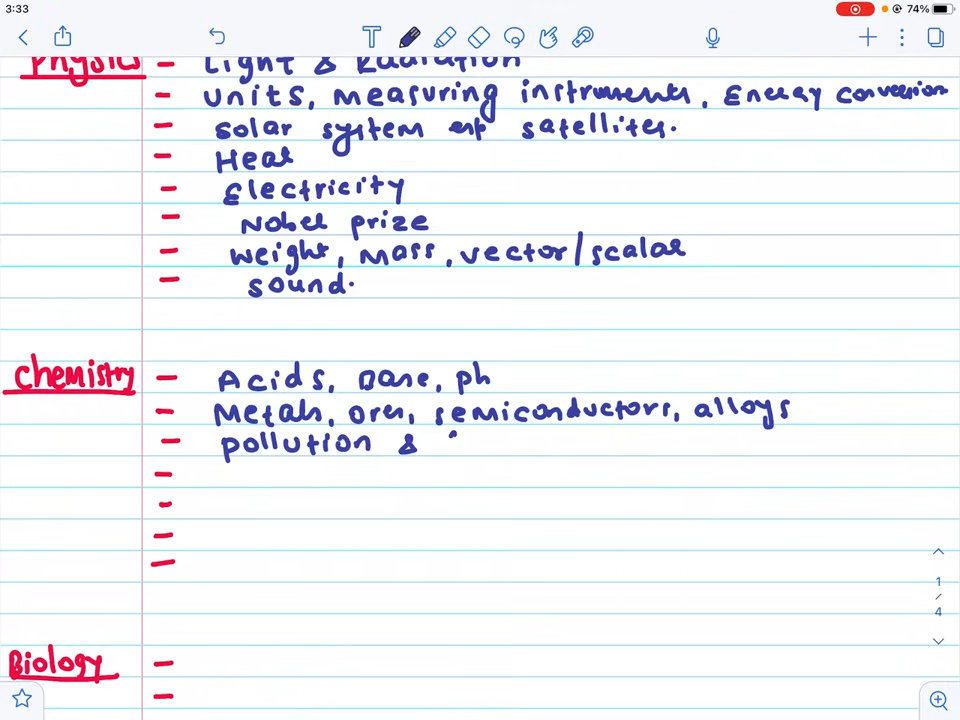 3:33
74%
T
Physics - Light & Radiation
- Units, Measuring instruments, Energy conversion
- Solar system satellites.
- Heat
- Electricity
- Nobel prize
- Weight, Mass, vector/scalar
- Sound.
Chemistry - Acids, Base, ph
- Metals, Ores, semiconductors, alloys
- pollution &
-
-
-
-
1
/
4
Biology -
-